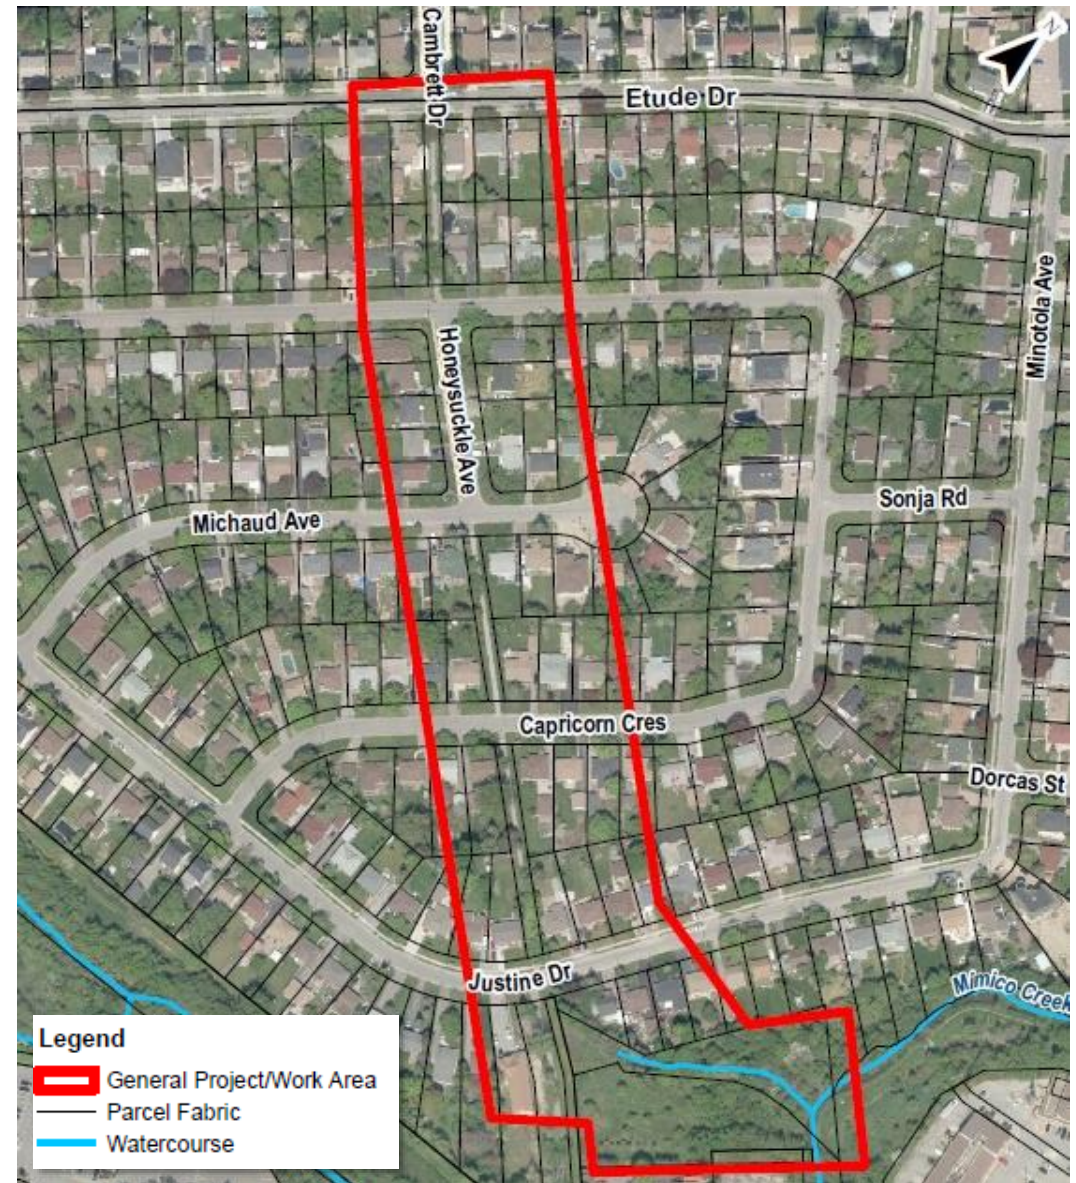 Cambrett Dr
N
Etude Dr
Minotola Ave
Honeysuckle Ave
Sonja Rd
Michaud Ave
Capricorn Cres
Dorcas St
Justine Dr
Mimico Creek
Legend
General Project/Work Area
Parcel Fabric
Watercourse